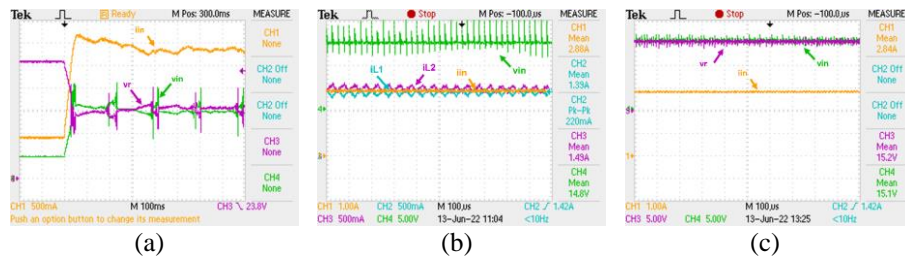 Tek Ready M Pos: 300.0ms MEASURE
CH1
None
CH2 Off
None
CH2 Off
None
CH3
None
CH4
None
iin
vr
vin
CH1 500mA M 100ms CH3 23.8V
Push an option button to change its measurement
(a)
Tek Stop M Pos: -100.0µs MEASURE
CH1
Mean
2.88A
CH2
Mean
1.39A
CH2
Pk-Pk
220mA
CH3
Mean
1.49A
CH4
Mean
14.8V
vin
iL1
iL2
iin
CH1 1.00A CH2 500mA M 100µs CH2 1.42A
CH3 500mA CH4 5.00V 13-Jun-22 11:04 <10Hz
(b)
Tek Stop M Pos: -100.0µs MEASURE
CH1
Mean
2.84A
CH2 Off
None
CH2 Off
None
CH3
Mean
15.2V
CH4
Mean
15.1V
vr
vin
iin
CH1 1.00A M 100µs CH2 1.42A
CH3 5.00V CH4 5.00V 13-Jun-22 13:25 <10Hz
(c)